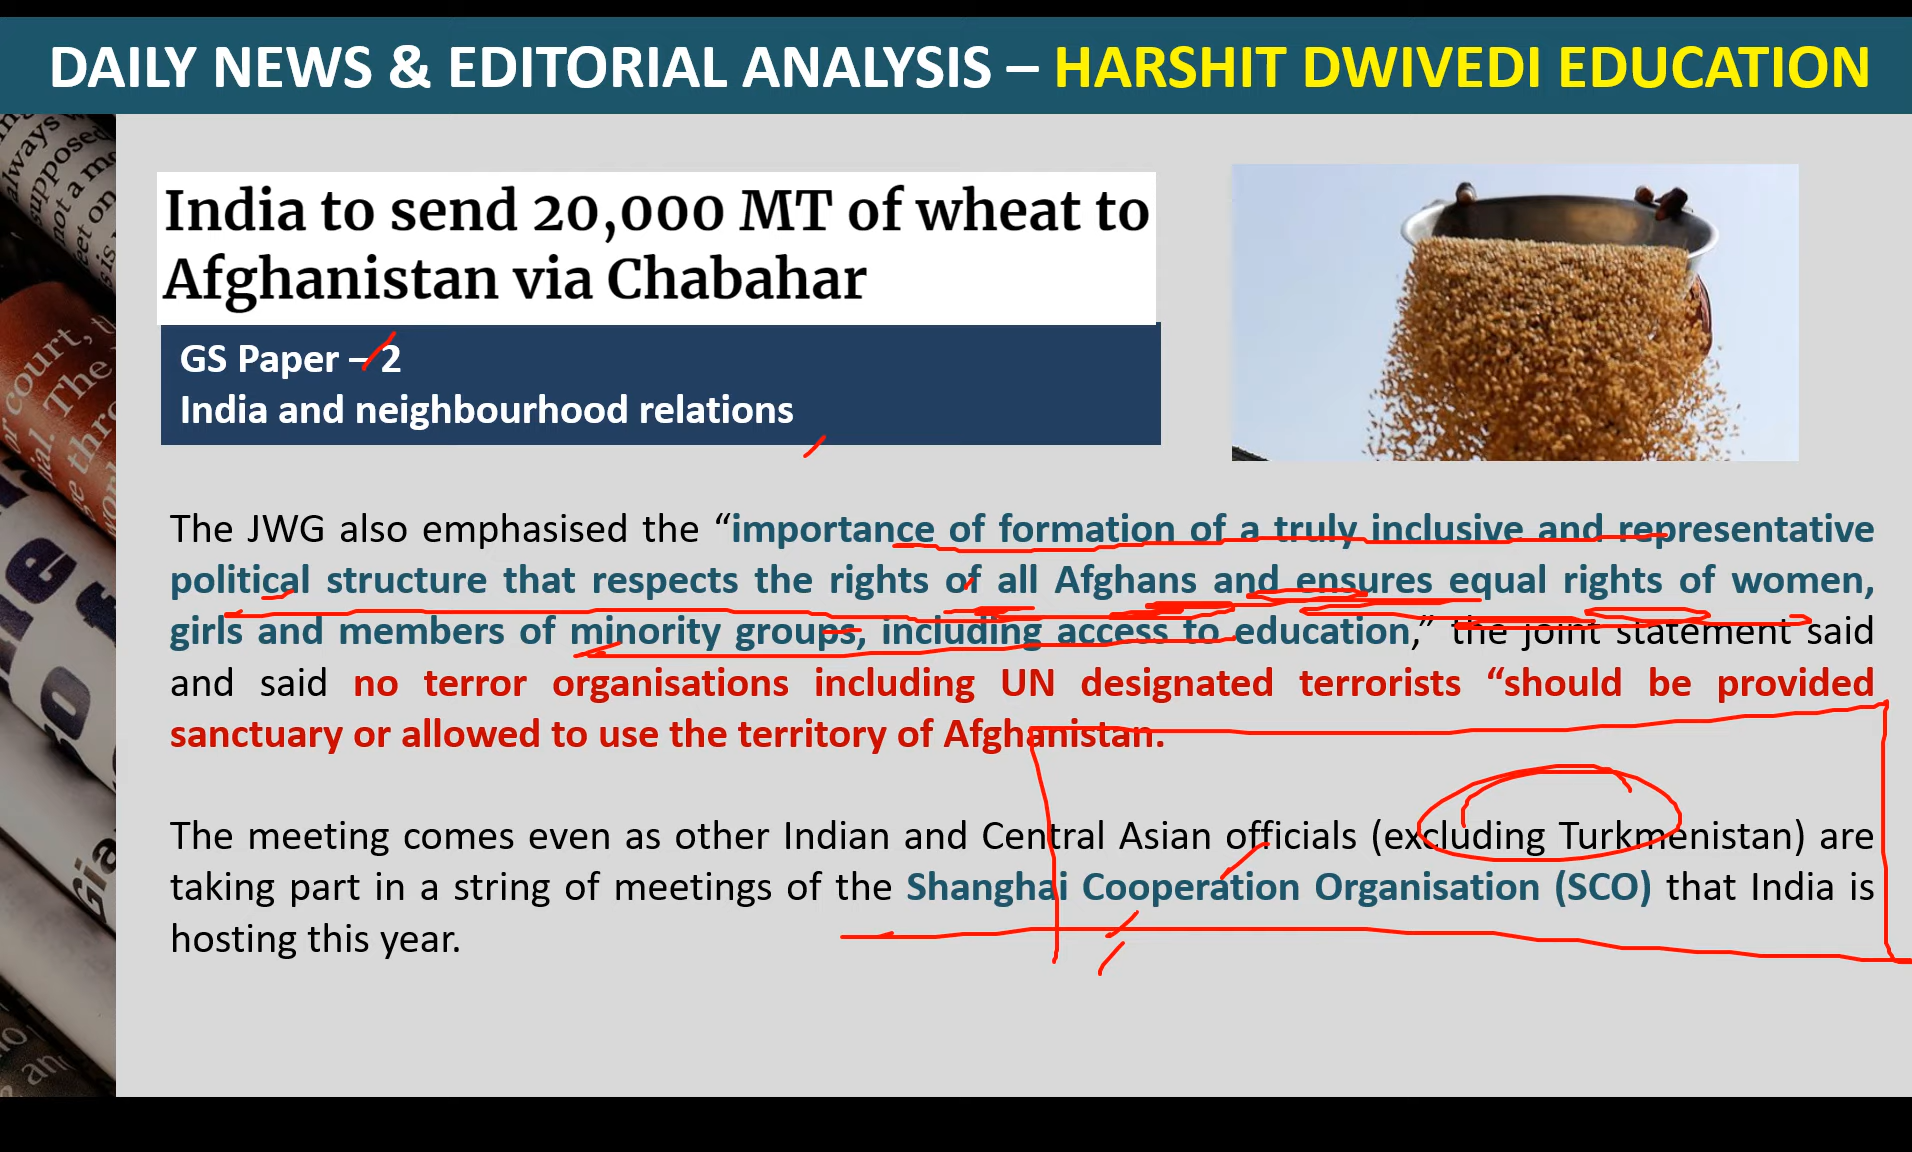 DAILY NEWS & EDITORIAL ANALYSIS – HARSHIT DWIVEDI EDUCATION
India to send 20,000 MT of wheat to
Afghanistan via Chabahar
GS Paper – 2
India and neighbourhood relations
The JWG also emphasised the “importance of formation of a truly inclusive and representative
political structure that respects the rights of all Afghans and ensures equal rights of women,
girls and members of minority groups, including access to education,” the joint statement said
and said no terror organisations including UN designated terrorists “should be provided
sanctuary or allowed to use the territory of Afghanistan.
The meeting comes even as other Indian and Central Asian officials (excluding Turkmenistan) are
taking part in a string of meetings of the Shanghai Cooperation Organisation (SCO) that India is
hosting this year.